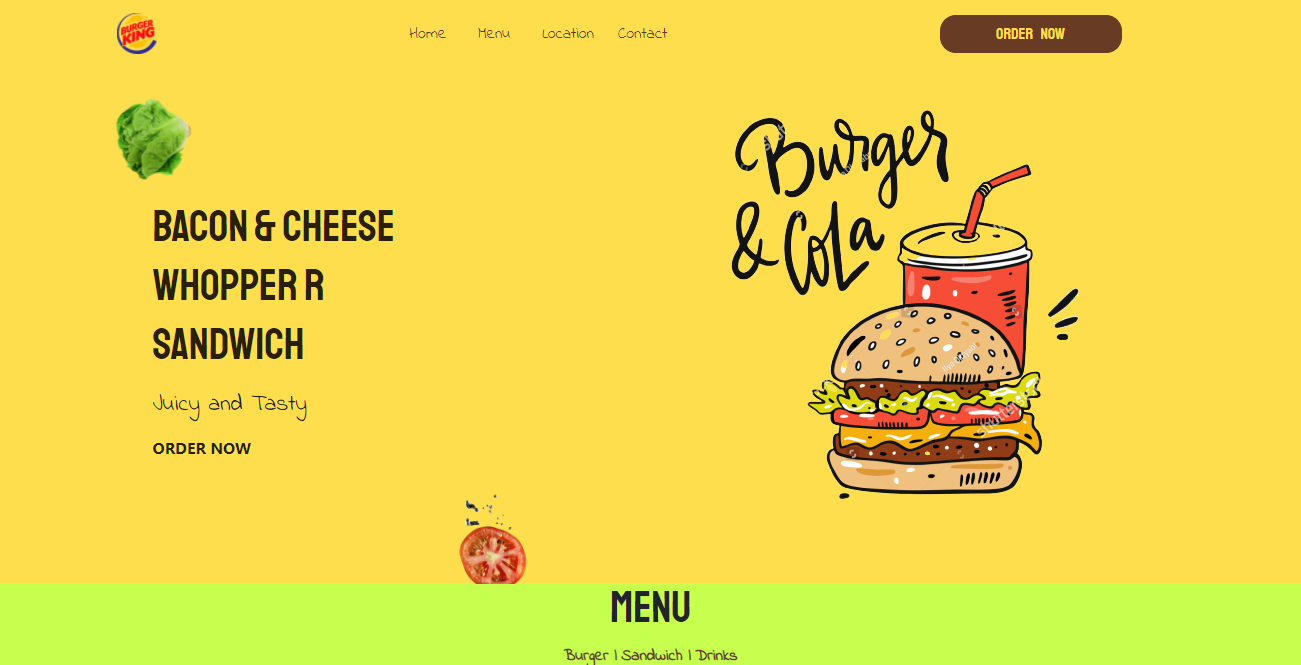 BURGER
KING
Home Menu Location Contact
ORDER NOW
Burger
& Cola
BACON & CHEESE
WHOPPER R
SANDWICH
Juicy and Tasty
ORDER NOW
MENU
Burger | Sandwich | Drinks